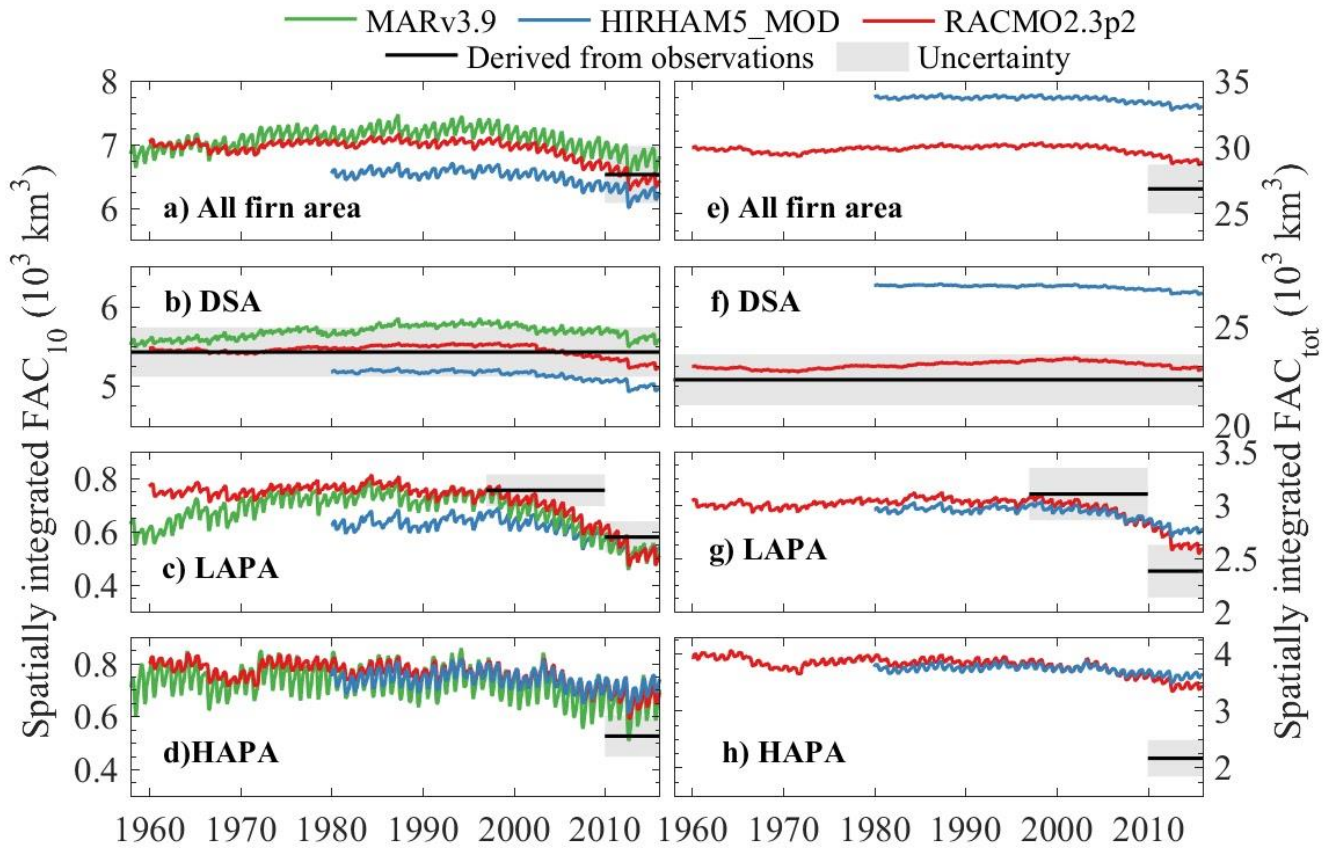 MARv3.9 HIRHAM5_MOD RACMO2.3p2
Derived from observations Uncertainty
Spatially integrated FAC10 (10³ km³)
8
7
6
a) All firn area
6
5
b) DSA
0.8
0.6
0.4
c) LAPA
0.8
0.6
0.4
d)HAPA
1960 1970 1980 1990 2000 2010
35
30
25
e) All firn area
25
20
f) DSA
3.5
3
2.5
2
g) LAPA
4
3
2
h) HAPA
1960 1970 1980 1990 2000 2010
Spatially integrated FACtot (10³ km³)